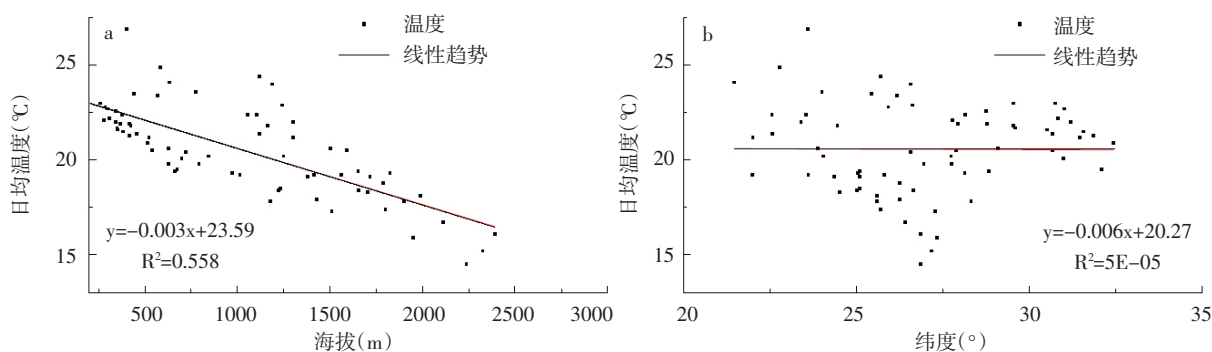 a
温度
线性趋势
25
20
15
日均温度(℃)
y=-0.003x+23.59
R²=0.558
500 1000 1500 2000 2500 3000
海拔(m)
b
温度
线性趋势
25
20
15
日均温度(℃)
y=-0.006x+20.27
R²=5E-05
20 25 30 35
纬度(°)